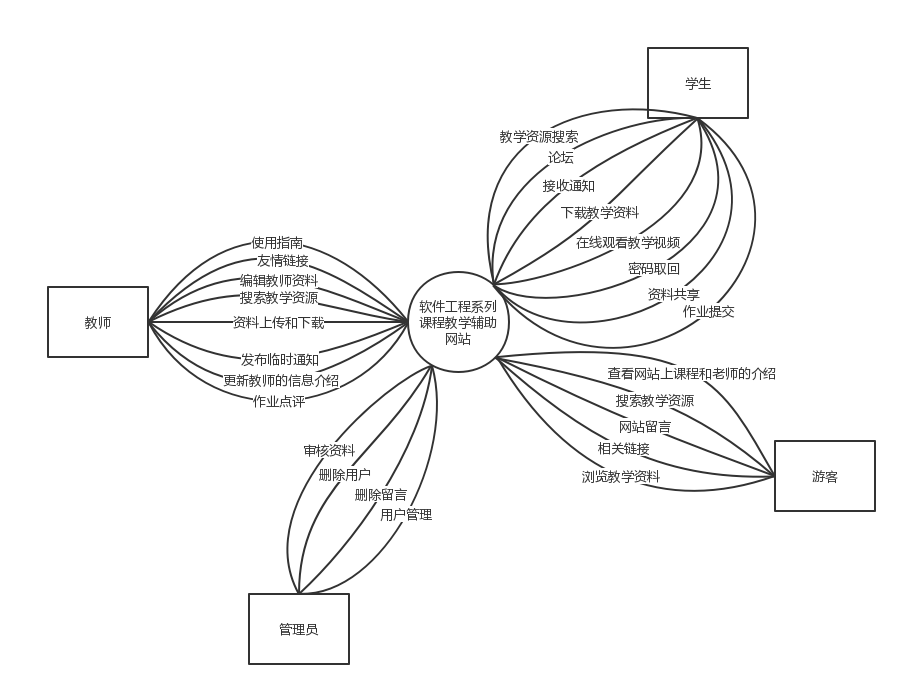 学生
教学资源搜索
论坛
接收通知
下载教学资料
在线观看教学视频
密码取回
资料共享
作业提交
使用指南
友情链接
编辑教师资料
搜索教学资源
教师
资料上传和下载
发布临时通知
更新教师的信息介绍
作业点评
软件工程系列
课程教学辅助
网站
查看网站上课程和老师的介绍
搜索教学资源
网站留言
相关链接
浏览教学资料
游客
审核资料
删除用户
删除留言
用户管理
管理员